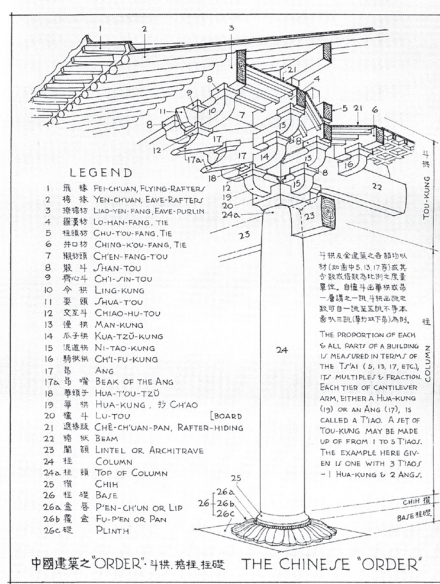 LEGEND
1 飛椽 FEI-CH'UAN, FLYING-RAFTERS
2 檐椽 YEN-CH'UAN, EAVE-RAFTERS
3 撩檐枋 LIAO-YEN-FANG, EAVE-PURLIN
4 羅漢枋 LO-HAN-FANG, TIE
5 柱頭枋 CHU-T'OU-FANG, TIE
6 井口枋 CHING-K'OU-FANG, TIE
7 襯枋頭 CH'EN-FANG-TOU
8 散斗 SHAN-TOU
9 齊心斗 CH'I-SIN-TOU
10 令栱 LING-KUNG
11 耍頭 SHUA-T'OU
12 交互斗 CHIAO-HU-TOU
13 慢栱 MAN-KUNG
14 瓜子栱 KUA-TZŬ-KUNG
15 泥道栱 NI-TAO-KUNG
16 騎栿栱 CH'I-FU-KUNG
17 昂 ANG
17a 昂嘴 BEAK OF THE ANG
18 華頭子 HUA-T'OU-TZŬ
19 華栱 HUA-KUNG, 抄 CH'AO
20 櫨斗 LU-TOU [BOARD
21 遮椽版 CHÊ-CH'UAN-PAN, RAFTER-HIDING
22 栿 BEAM
23 闌額 LINTEL OR ARCHITRAVE
24 柱 COLUMN
24a 柱頭 TOP OF COLUMN
25 櫍 CHIH
26 柱礎 BASE
26a 盆唇 P'EN-CH'UN OR LIP
26b 覆盆 FU-P'EN OR PAN
26c 礎 PLINTH
THE PROPORTION OF EACH
& ALL PARTS OF A BUILDING
IS MEASURED IN TERMS OF
THE TS'AI (5, 13, 17, ETC),
ITS MULTIPLES & FRACTION.
EACH TIER OF CANTILEVER
ARM, EITHER A HUA-KUNG
(19) OR AN ANG (17), IS
CALLED A T'IAO. A SET OF
TOU-KUNG MAY BE MADE
UP OF FROM 1 TO 5 T'IAOS.
THE EXAMPLE HERE GIV-
EN IS ONE WITH 3 T'IAOS
— 1 HUA-KUNG & 2 ANGS.
斗栱 TOU-KUNG
柱 COLUMN
CHIH 櫍
BASE 柱礎
中國建築之"ORDER"・斗栱,檐柱,柱礎 THE CHINESE "ORDER"